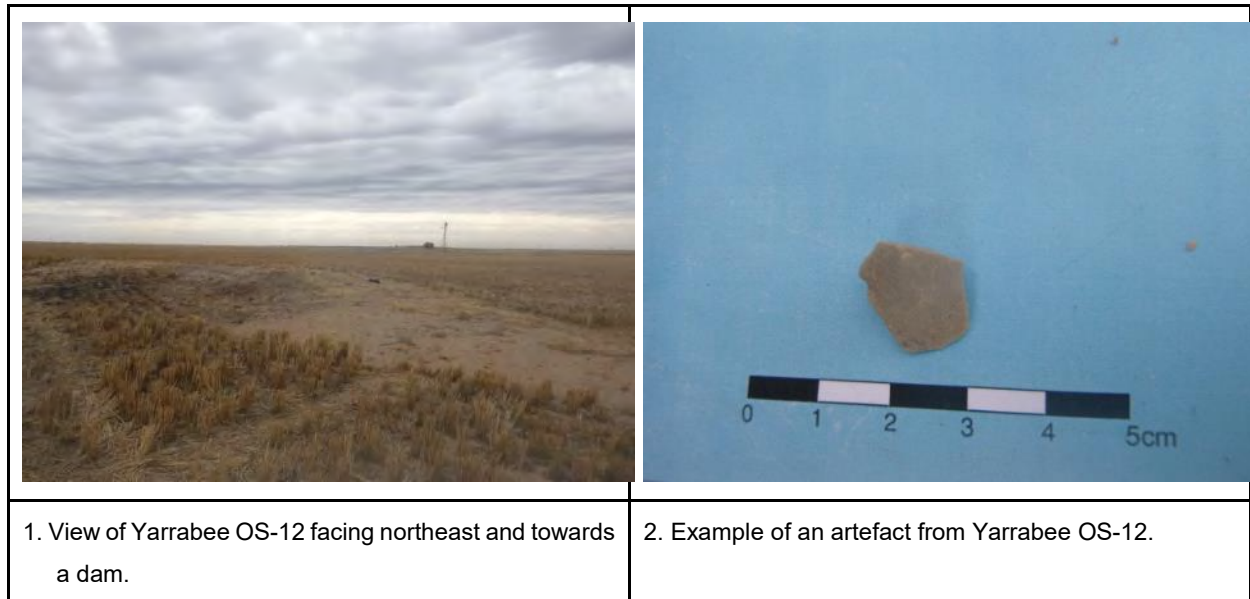 0 1 2 3 4 5cm
1. View of Yarrabee OS-12 facing northeast and towards
a dam.
2. Example of an artefact from Yarrabee OS-12.